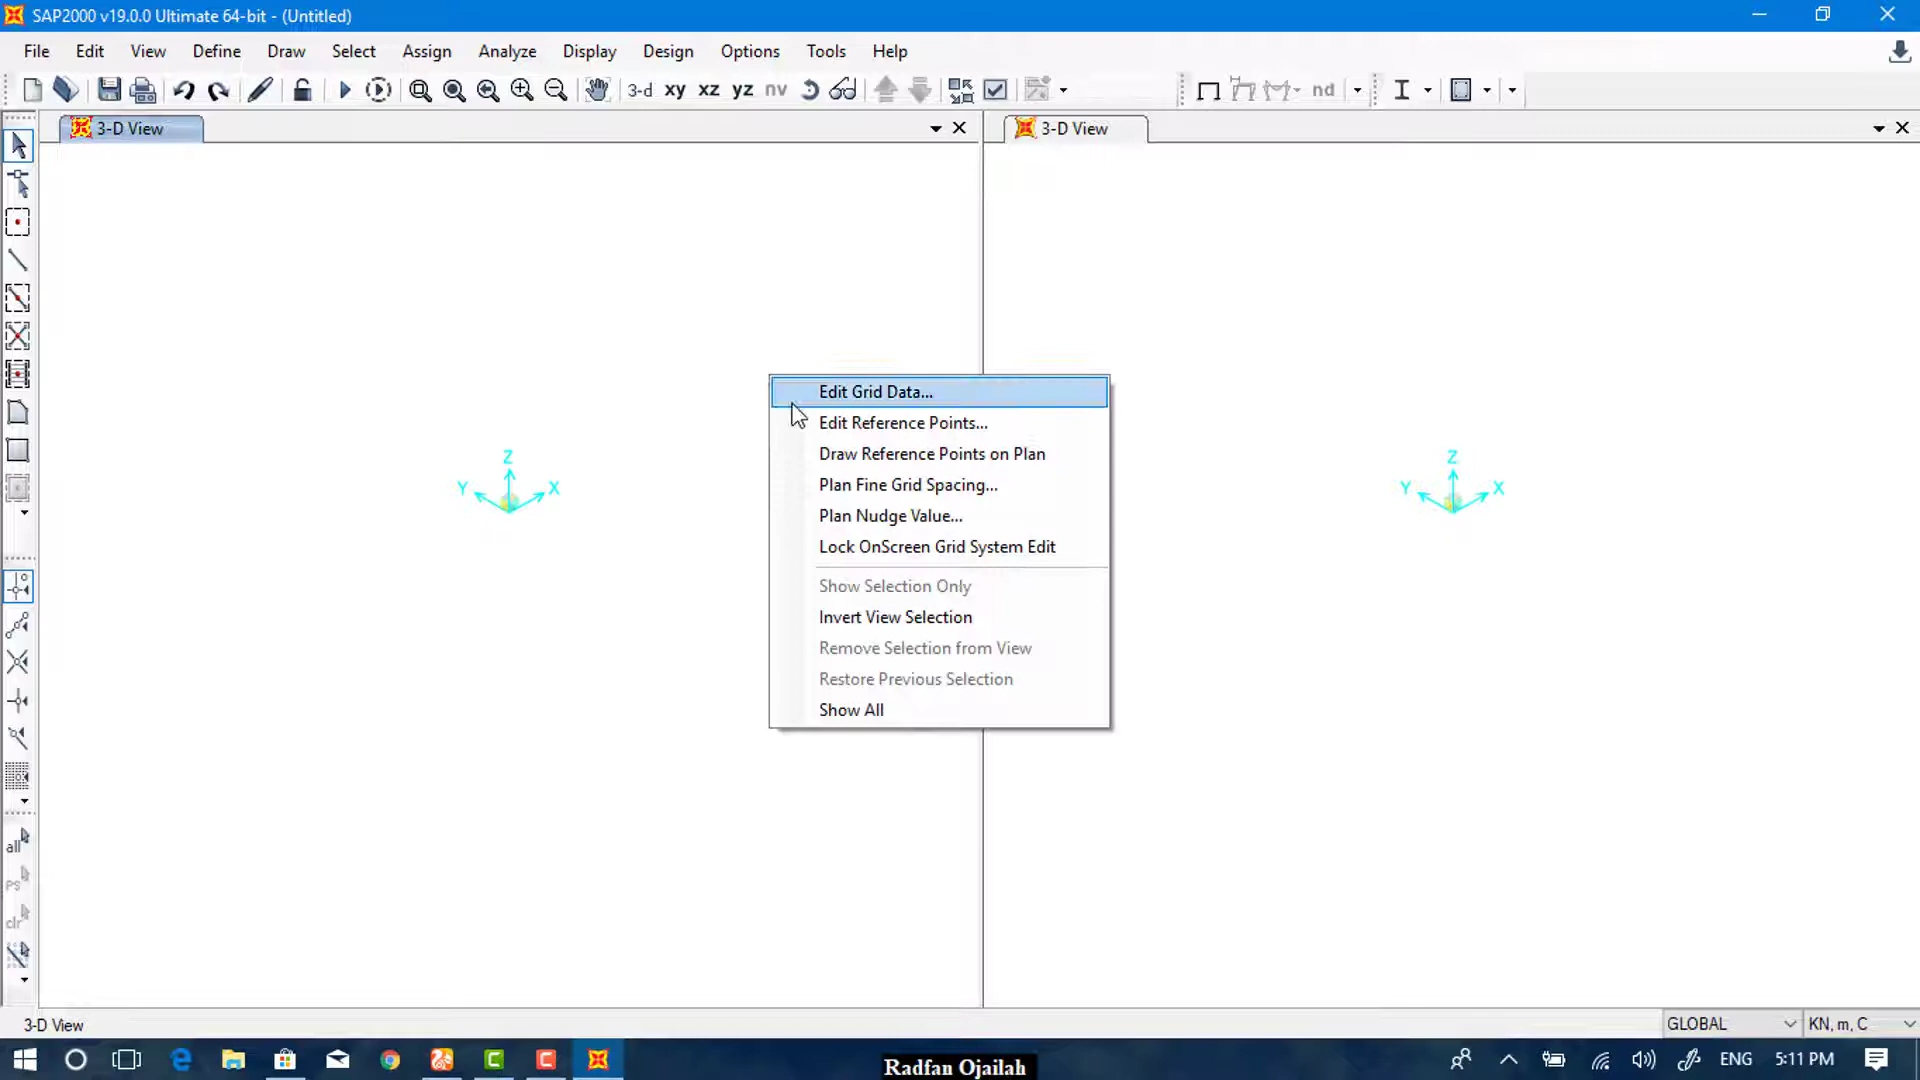 SAP2000 v19.0.0 Ultimate 64-bit - (Untitled)
File Edit View Define Draw Select Assign Analyze Display Design Options Tools Help
3-d xy xz yz nv nd
3-D View
3-D View
Edit Grid Data...
Edit Reference Points...
Draw Reference Points on Plan
Plan Fine Grid Spacing...
Plan Nudge Value...
Lock OnScreen Grid System Edit
Show Selection Only
Invert View Selection
Remove Selection from View
Restore Previous Selection
Show All
Z
Y X
Z
Y X
all
ps
clr
3-D View
GLOBAL
KN, m, C
Radfan Ojailah
ENG
5:11 PM